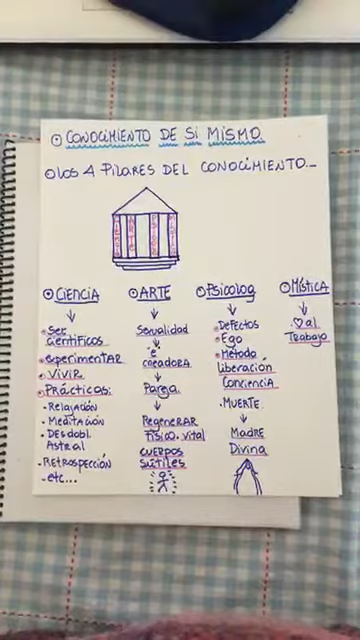 CONOCIMIENTO DE SI MISMO
LOS 4 PILARES DEL CONOCIMIENTO...
CIENCIA
Ser
científicos
experimentar
Vivir
Prácticas:
- Relajación
- Meditación
- Desdobl.
Astral
- Retrospección
- etc...
ARTE
Sexualidad
é
creadora
Pareja
Regenerar
físico, vital
cuerpos
sutiles
Psicolog
Defectos
Ego
Método
liberación
Conciencia
. Muerte
Madre
Divina
Mística
al
Trabajo